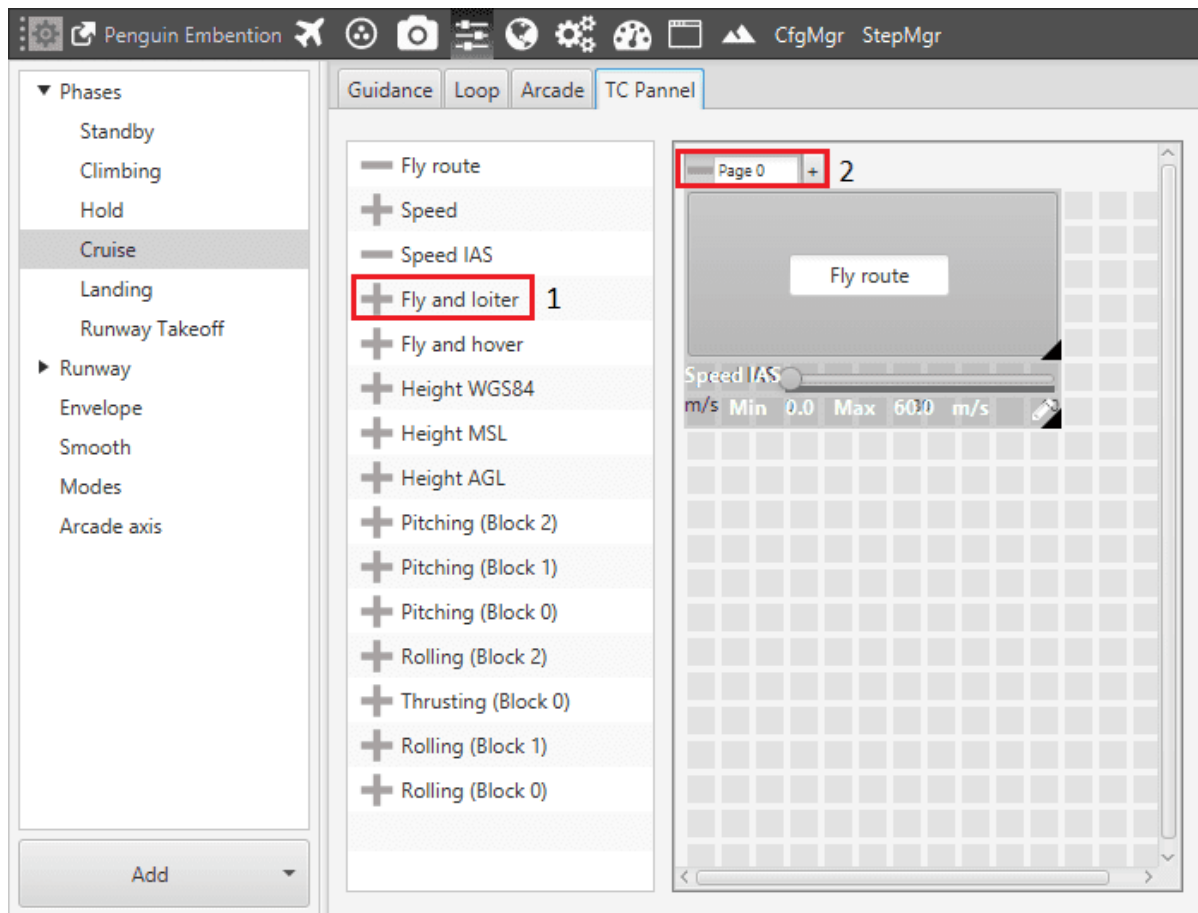 Penguin Embention CfgMgr StepMgr
Phases
Standby
Climbing
Hold
Cruise
Landing
Runway Takeoff
Runway
Envelope
Smooth
Modes
Arcade axis
Add
Guidance Loop Arcade TC Pannel
Fly route
Speed
Speed IAS
Fly and loiter 1
Fly and hover
Height WGS84
Height MSL
Height AGL
Pitching (Block 2)
Pitching (Block 1)
Pitching (Block 0)
Rolling (Block 2)
Thrusting (Block 0)
Rolling (Block 1)
Rolling (Block 0)
Page 0 + 2
Fly route
Speed IAS
m/s Min 0.0 Max m/s